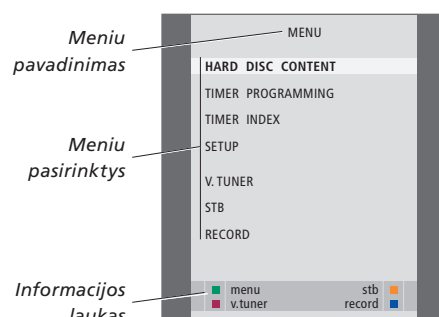 Meniu
pavadinimas
MENU
HARD DISC CONTENT
TIMER PROGRAMMING
TIMER INDEX
Meniu
pasirinktys
SETUP
V. TUNER
STB
RECORD
Informacijos
laukas
menu stb
v.tuner record